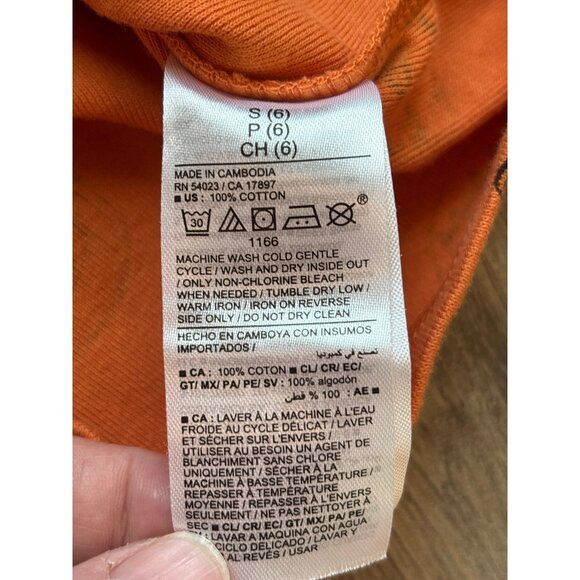 S (6)
P (6)
CH (6)
MADE IN CAMBODIA
RN 54023 / CA 17897
■ US : 100% COTTON
30 ®
1166
MACHINE WASH COLD GENTLE
CYCLE / WASH AND DRY INSIDE OUT
/ ONLY NON-CHLORINE BLEACH
WHEN NEEDED / TUMBLE DRY LOW /
WARM IRON / IRON ON REVERSE
SIDE ONLY / DO NOT DRY CLEAN
HECHO EN CAMBOYA CON INSUMOS
IMPORTADOS /
تصنع في كمبوديا
■ CA : 100% COTON ■ CL/ CR/ EC/
GT/ MX/ PA/ PE/ SV : 100% algodón
■ AE : 100 % قطن
■ CA : LAVER À LA MACHINE À L'EAU
FROIDE AU CYCLE DÉLICAT / LAVER
ET SÉCHER SUR L'ENVERS /
UTILISER AU BESOIN UN AGENT DE
BLANCHIMENT SANS CHLORE
UNIQUEMENT / SÉCHER À LA
MACHINE À BASSE TEMPÉRATURE /
REPASSER À TEMPÉRATURE
MOYENNE / REPASSER À L'ENVERS
SEULEMENT / NE PAS NETTOYER
SEC ■ CL/ CR/ EC/ GT/ MX/ PA/ PE/
LAVAR A MAQUINA CON AGUA
CICLO DELICADO / LAVAR
AL REVÉS / USAR